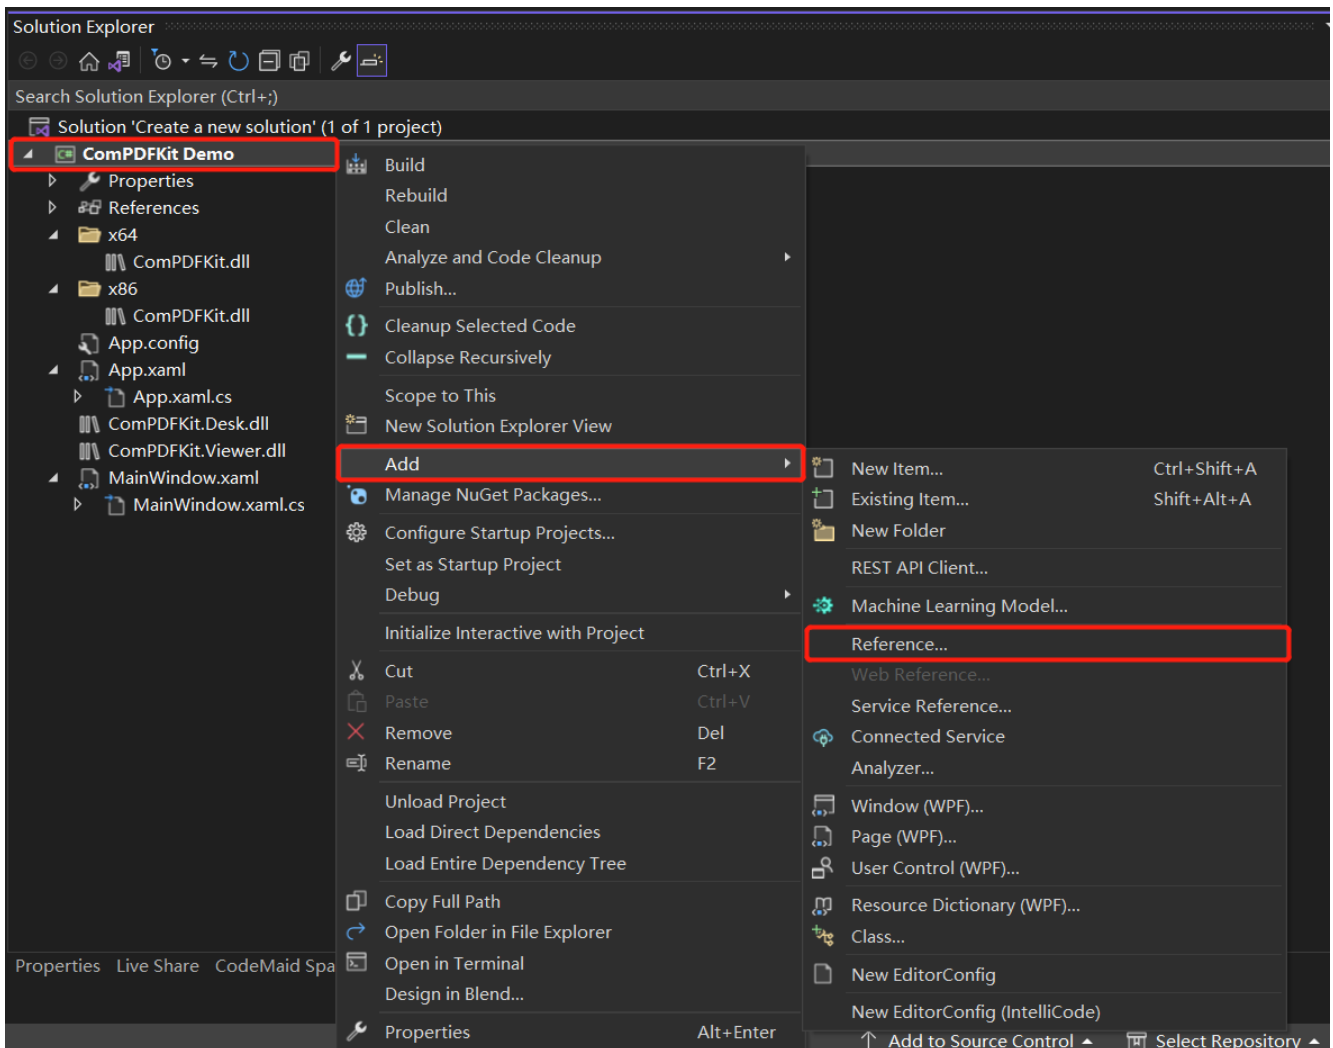 Solution Explorer
Search Solution Explorer (Ctrl+;)
Solution 'Create a new solution' (1 of 1 project)
C# ComPDFKit Demo
Properties
References
x64
ComPDFKit.dll
x86
ComPDFKit.dll
App.config
App.xaml
App.xaml.cs
ComPDFKit.Desk.dll
ComPDFKit.Viewer.dll
MainWindow.xaml
MainWindow.xaml.cs
Properties Live Share CodeMaid Spa
Build
Rebuild
Clean
Analyze and Code Cleanup
Publish...
Cleanup Selected Code
Collapse Recursively
Scope to This
New Solution Explorer View
Add
Manage NuGet Packages...
Configure Startup Projects...
Set as Startup Project
Debug
Initialize Interactive with Project
Cut Ctrl+X
Paste Ctrl+V
Remove Del
Rename F2
Unload Project
Load Direct Dependencies
Load Entire Dependency Tree
Copy Full Path
Open Folder in File Explorer
Open in Terminal
Design in Blend...
Properties Alt+Enter
New Item... Ctrl+Shift+A
Existing Item... Shift+Alt+A
New Folder
REST API Client...
Machine Learning Model...
Reference...
Web Reference...
Service Reference...
Connected Service
Analyzer...
Window (WPF)...
Page (WPF)...
User Control (WPF)...
Resource Dictionary (WPF)...
Class...
New EditorConfig
New EditorConfig (IntelliCode)
Add to Source Control Select Repository